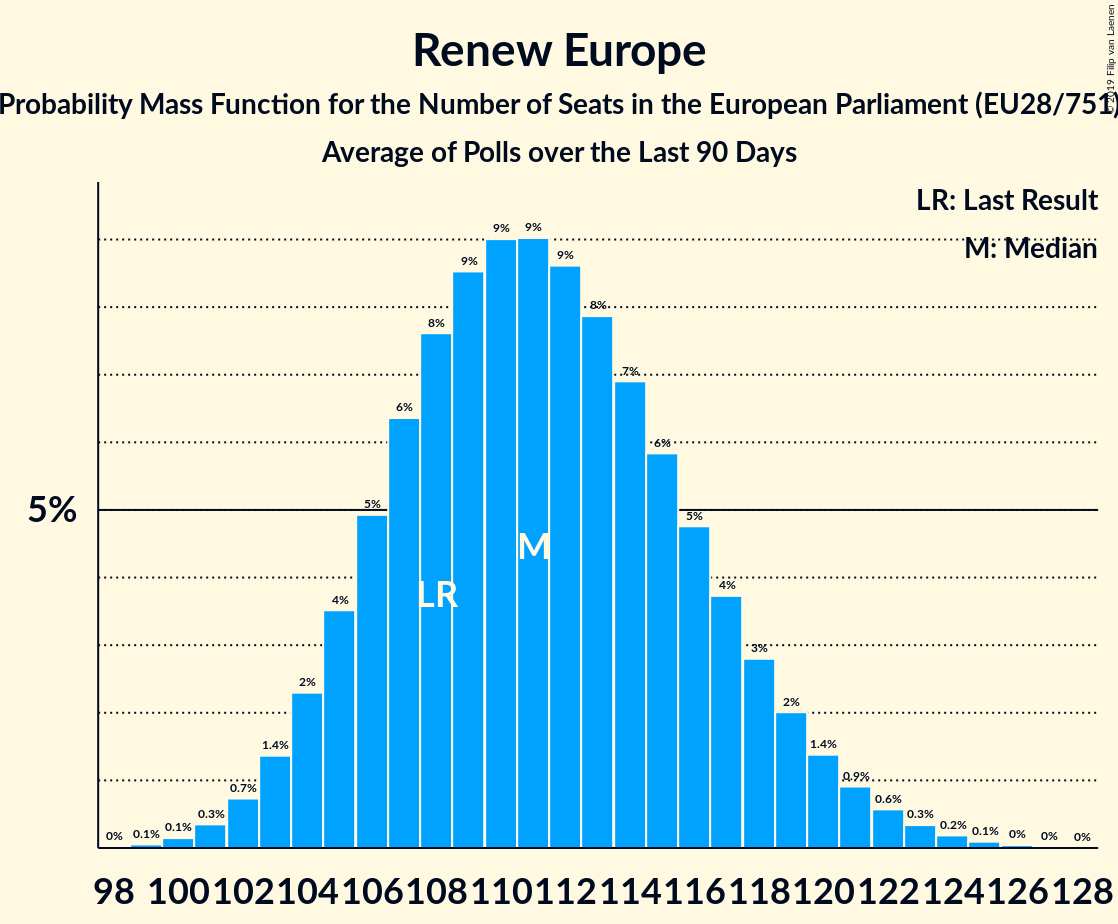 Renew Europe
Probability Mass Function for the Number of Seats in the European Parliament (EU28/751)
Average of Polls over the Last 90 Days
© 2019 Filip van Laenen
LR: Last Result
M: Median
5%
0% 0.1% 0.1% 0.3% 0.7% 1.4% 2% 4% 5% 6% 8% 9% 9% 9% 9% 8% 7% 6% 5% 4% 3% 2% 1.4% 0.9% 0.6% 0.3% 0.2% 0.1% 0% 0% 0%
M
LR
98 100 102 104 106 108 110 112 114 116 118 120 122 124 126 128